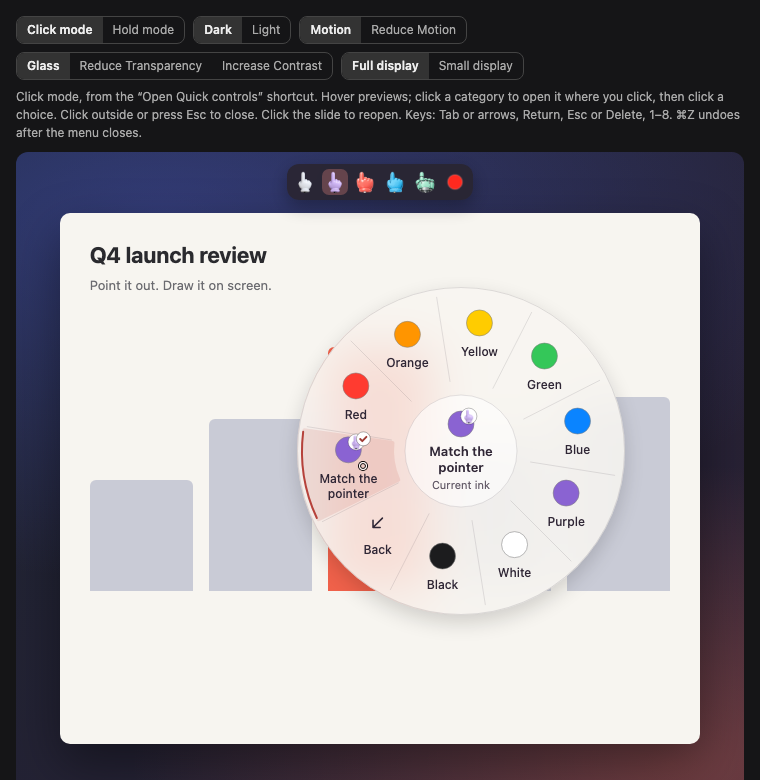 Click mode Hold mode Dark Light Motion Reduce Motion
Glass Reduce Transparency Increase Contrast Full display Small display
Click mode, from the “Open Quick controls” shortcut. Hover previews; click a category to open it where you click, then click a
choice. Click outside or press Esc to close. Click the slide to reopen. Keys: Tab or arrows, Return, Esc or Delete, 1–8. ⌘Z undoes
after the menu closes.
Q4 launch review
Point it out. Draw it on screen.
Yellow
Orange
Green
Red
Blue
Match the
pointer
Current ink
Match the
pointer
Purple
Back
White
Black